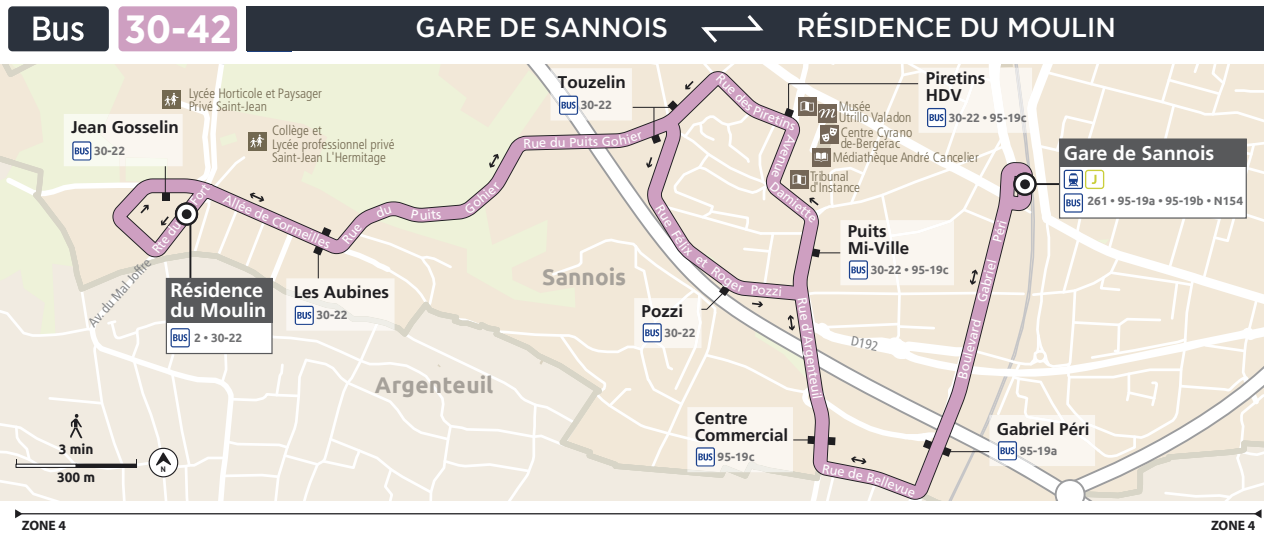 Bus 30-42 GARE DE SANNOIS RÉSIDENCE DU MOULIN
Lycée Horticole et Paysager
Privé Saint-Jean
Jean Gosselin
BUS 30-22
Collège et
Lycée professionnel privé
Saint-Jean L'Hermitage
Touzelin
BUS 30-22
Piretins
HDV
BUS 30-22 • 95-19c
Musée
Utrillo Valadon
Centre Cyrano
de-Bergerac
Médiathèque André Cancelier
Tribunal
d'Instance
Gare de Sannois
J
BUS 261 • 95-19a • 95-19b • N154
Rue des Piretins
Avenue
Damiette
Rue du Puits Gohier
Rue du Puits Gohier
Allée de Cormeilles
Rte du Fort
Av. du Mal Joffre
Résidence
du Moulin
BUS 2 • 30-22
Les Aubines
BUS 30-22
Sannois
Argenteuil
Rue Félix et Roger Pozzi
Pozzi
BUS 30-22
Puits
Mi-Ville
BUS 30-22 • 95-19c
Rue d'Argenteuil
D192
Boulevard Gabriel Péri
Centre
Commercial
BUS 95-19c
Rue de Bellevue
Gabriel Péri
BUS 95-19a
3 min
300 m
N
ZONE 4
ZONE 4